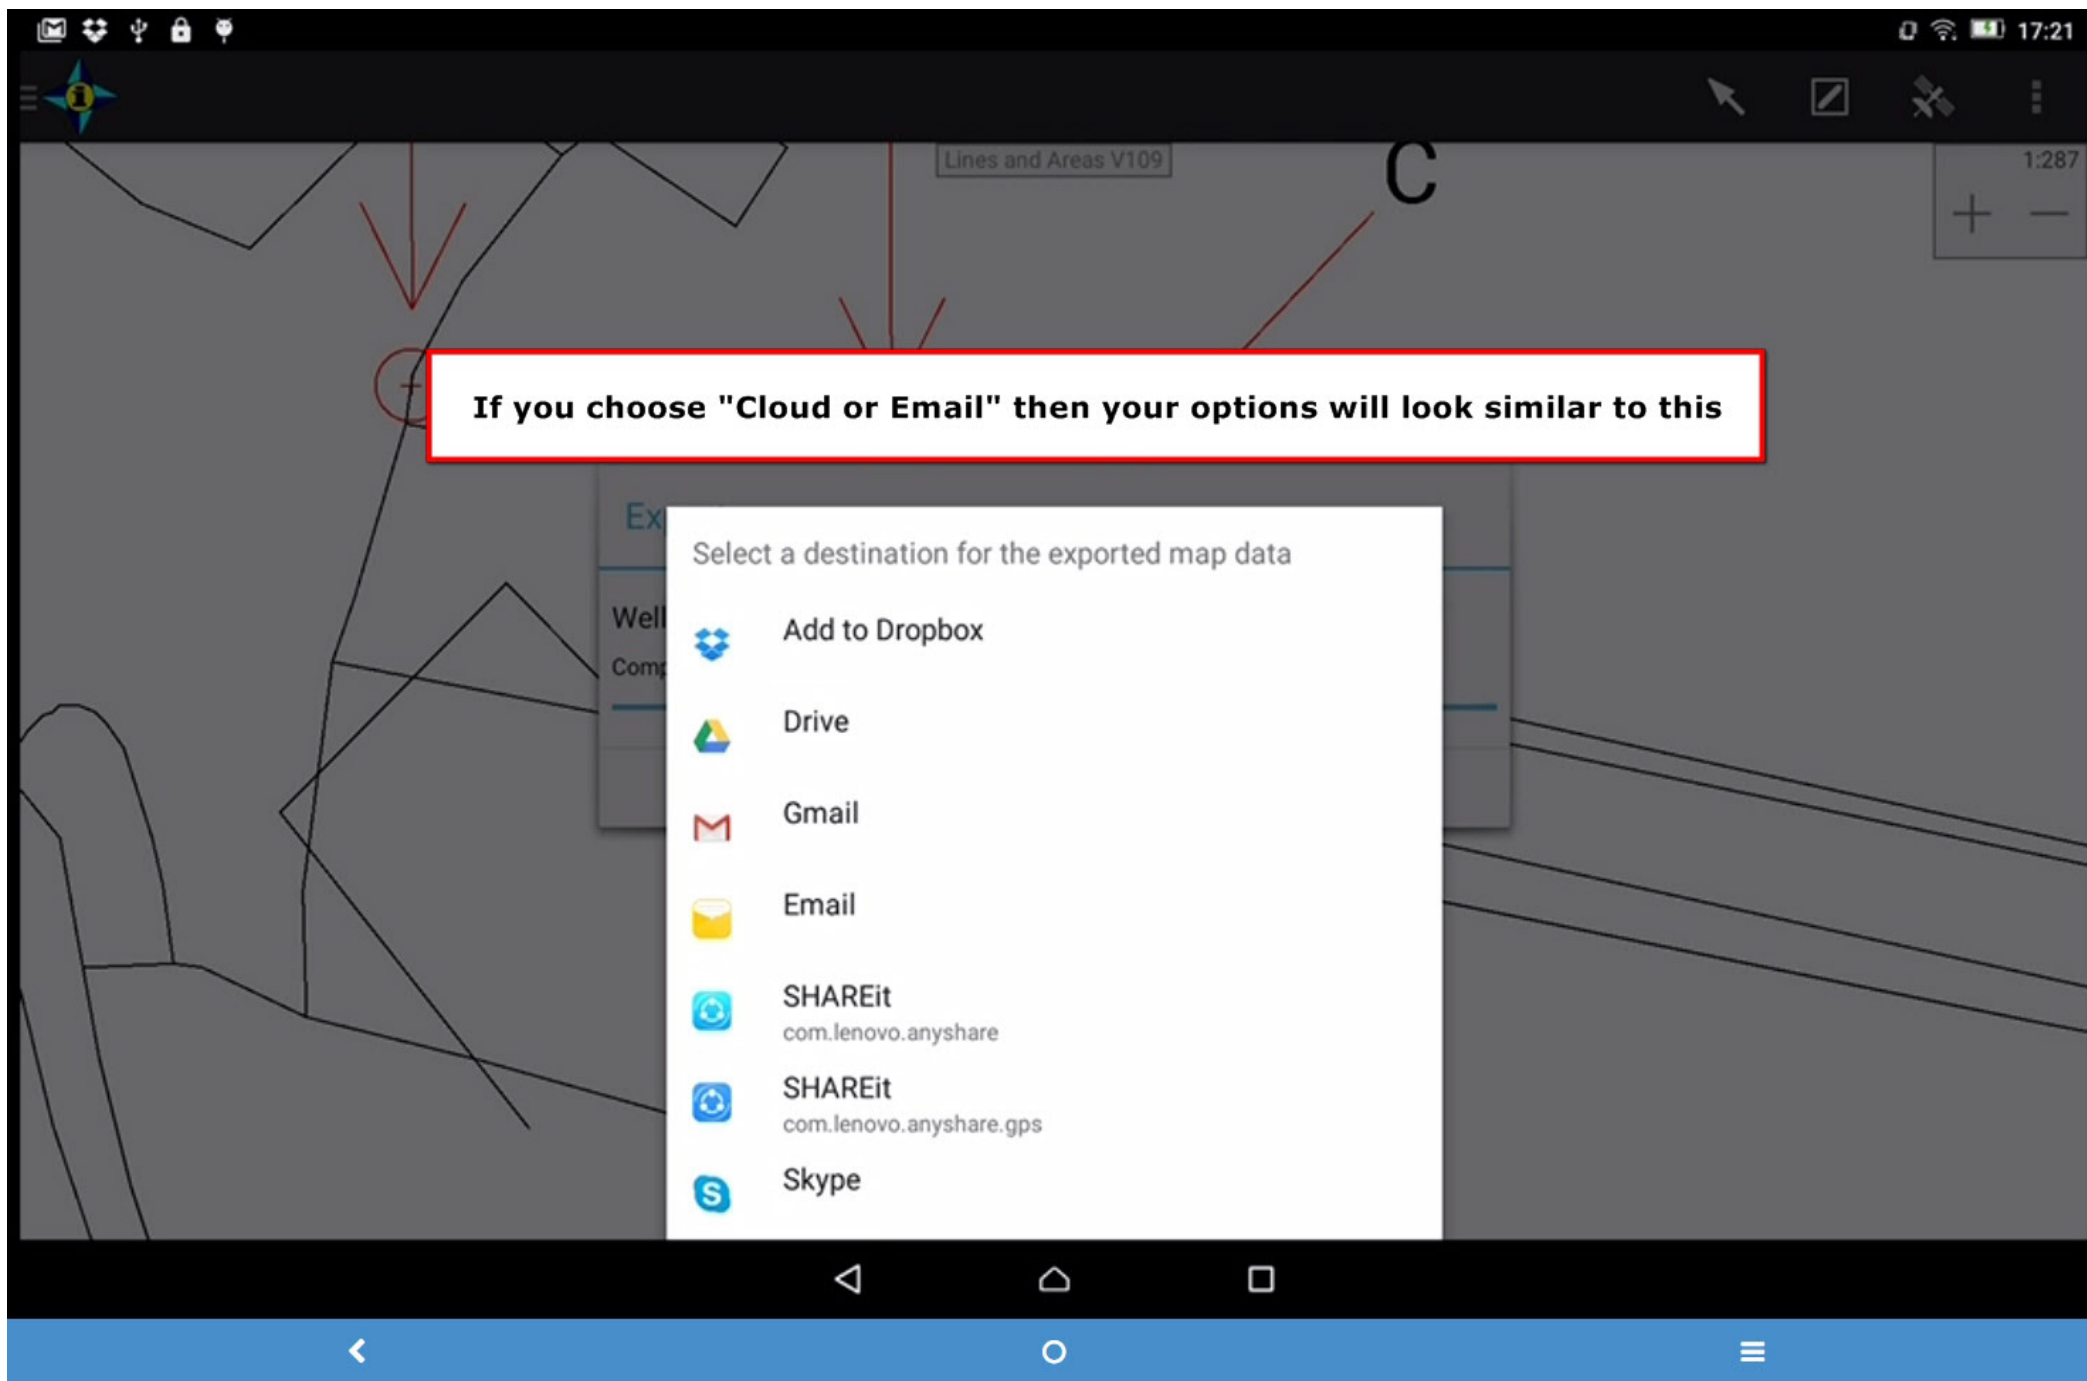 17:21
Lines and Areas V109
C
1:287
If you choose "Cloud or Email" then your options will look similar to this
Select a destination for the exported map data
Well
Add to Dropbox
Drive
Gmail
Email
SHAREit
com.lenovo.anyshare
SHAREit
com.lenovo.anyshare.gps
Skype